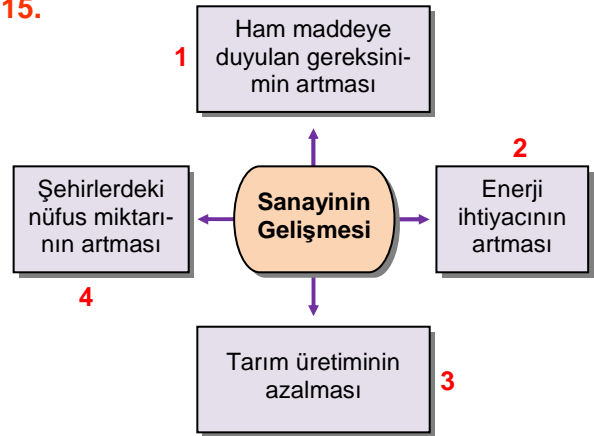 15.
1
Ham maddeye
duyulan gereksini-
min artması
2
Şehirlerdeki
nüfus miktarı-
nın artması
4
Sanayinin
Gelişmesi
Enerji
ihtiyacının
artması
Tarım üretiminin
azalması
3